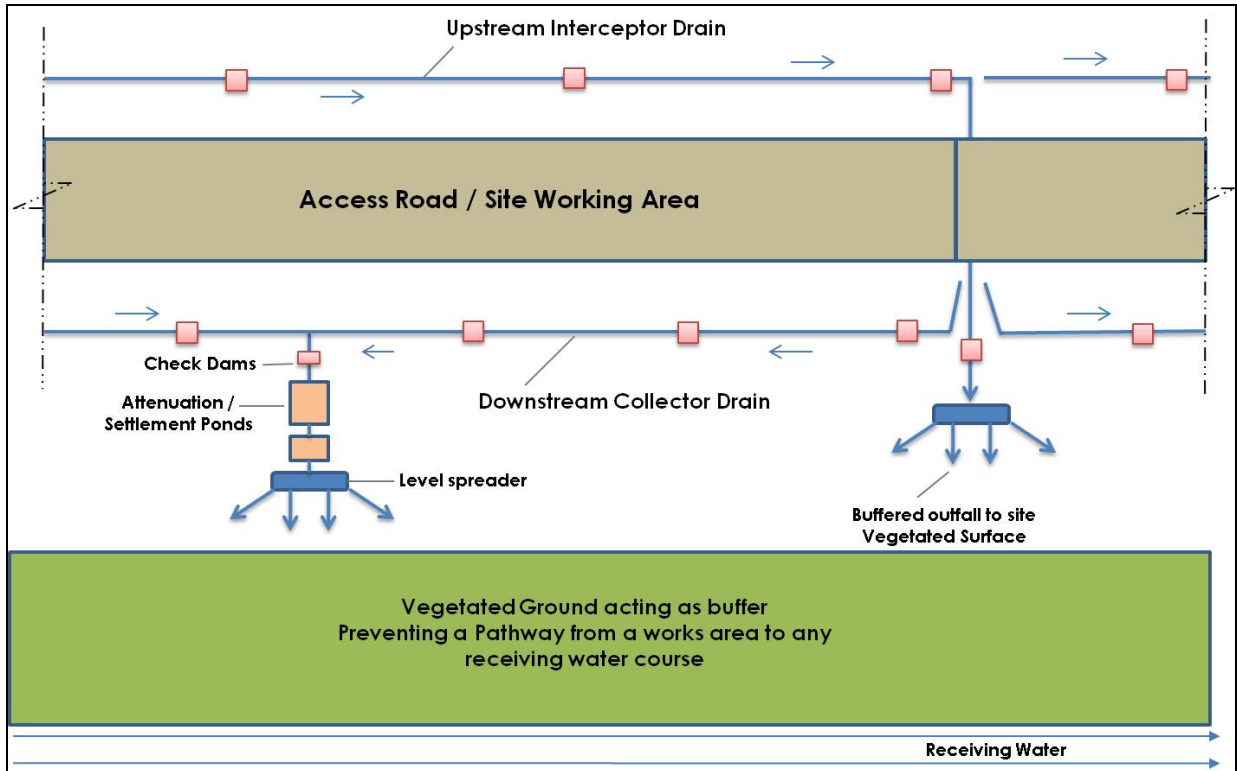 Upstream Interceptor Drain
Access Road / Site Working Area
Check Dams
Attenuation /
Settlement Ponds
Downstream Collector Drain
Level spreader
Buffered outfall to site
Vegetated Surface
Vegetated Ground acting as buffer
Preventing a Pathway from a works area to any
receiving water course
Receiving Water